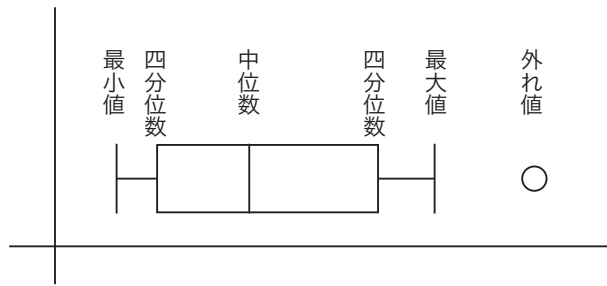 最小値
四分位数
中位数
四分位数
最大値
外れ値